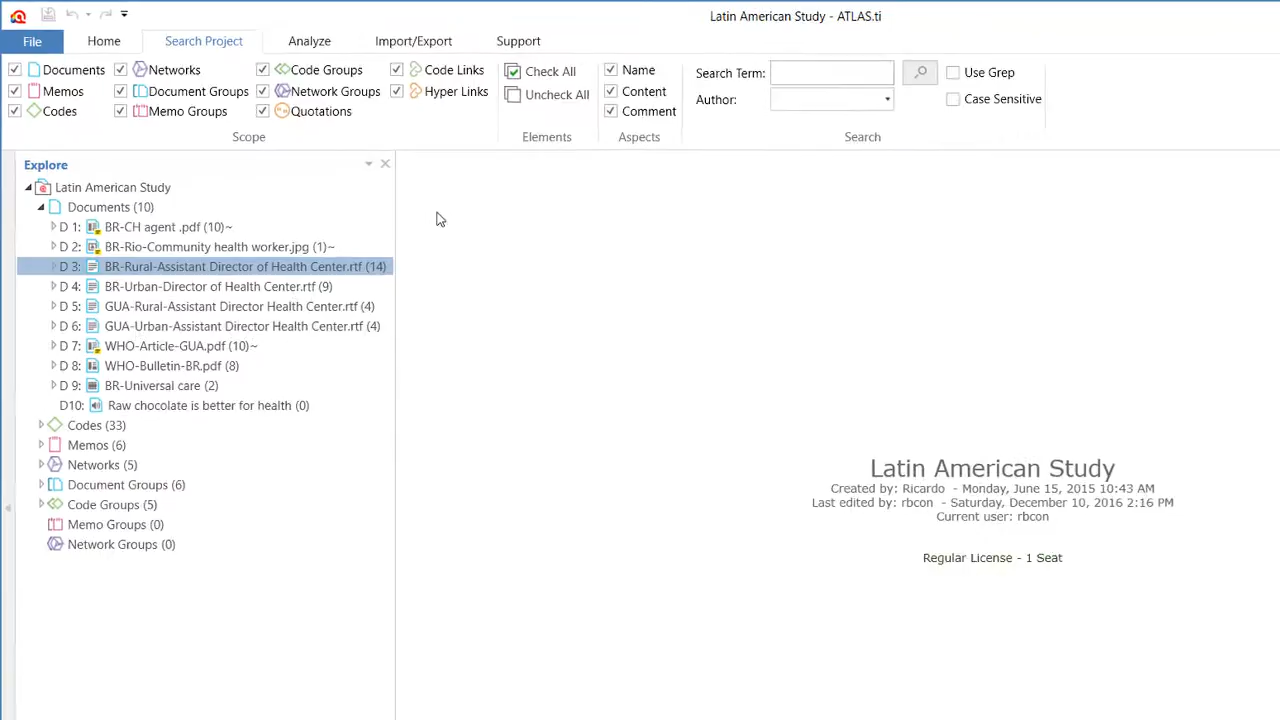 Latin American Study - ATLAS.ti
File Home Search Project Analyze Import/Export Support
Documents Networks Code Groups Code Links Check All Name Search Term: Use Grep
Memos Document Groups Network Groups Hyper Links Uncheck All Content Author: Case Sensitive
Codes Memo Groups Quotations Comment
Scope Elements Aspects Search
Explore
Latin American Study
Documents (10)
D 1: BR-CH agent .pdf (10)~
D 2: BR-Rio-Community health worker.jpg (1)~
D 3: BR-Rural-Assistant Director of Health Center.rtf (14)
D 4: BR-Urban-Director of Health Center.rtf (9)
D 5: GUA-Rural-Assistant Director Health Center.rtf (4)
D 6: GUA-Urban-Assistant Director Health Center.rtf (4)
D 7: WHO-Article-GUA.pdf (10)~
D 8: WHO-Bulletin-BR.pdf (8)
D 9: BR-Universal care (2)
D10: Raw chocolate is better for health (0)
Codes (33)
Memos (6)
Networks (5)
Document Groups (6)
Code Groups (5)
Memo Groups (0)
Network Groups (0)
Latin American Study
Created by: Ricardo - Monday, June 15, 2015 10:43 AM
Last edited by: rbcon - Saturday, December 10, 2016 2:16 PM
Current user: rbcon
Regular License - 1 Seat